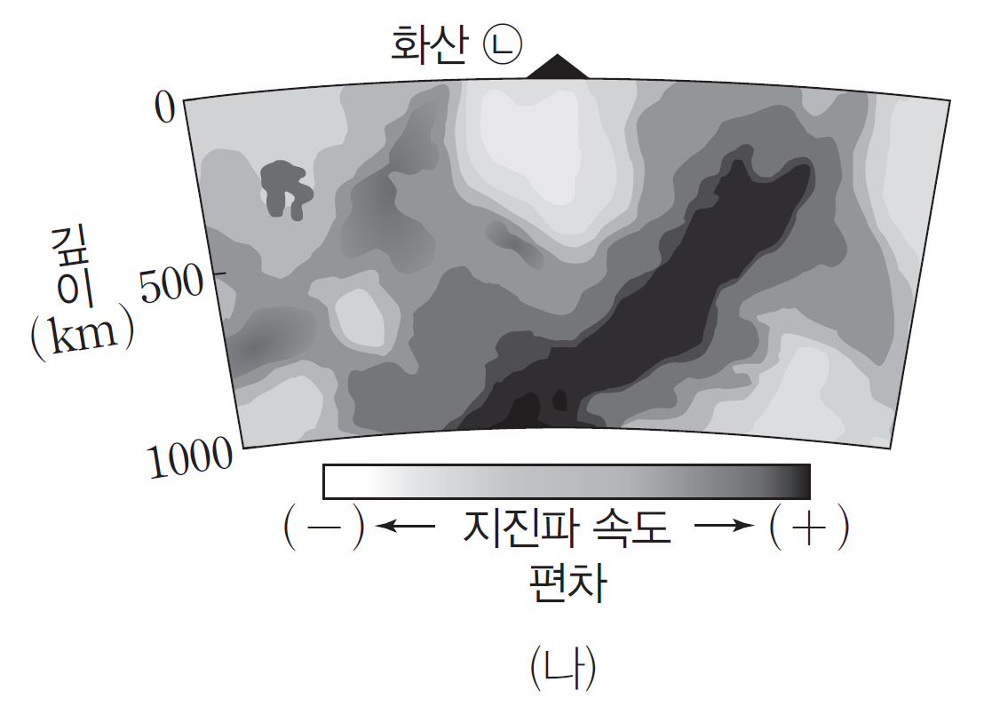 화산 ㉡
0
깊이
(km)
500
1000
(－) ← 지진파 속도 → (＋)
편차
(나)